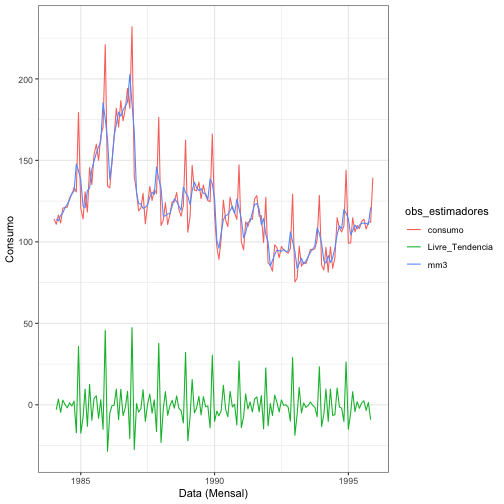 Consumo
200
150
100
50
0
1985
1990
1995
Data (Mensal)
obs_estimadores
consumo
Livre_Tendencia
mm3